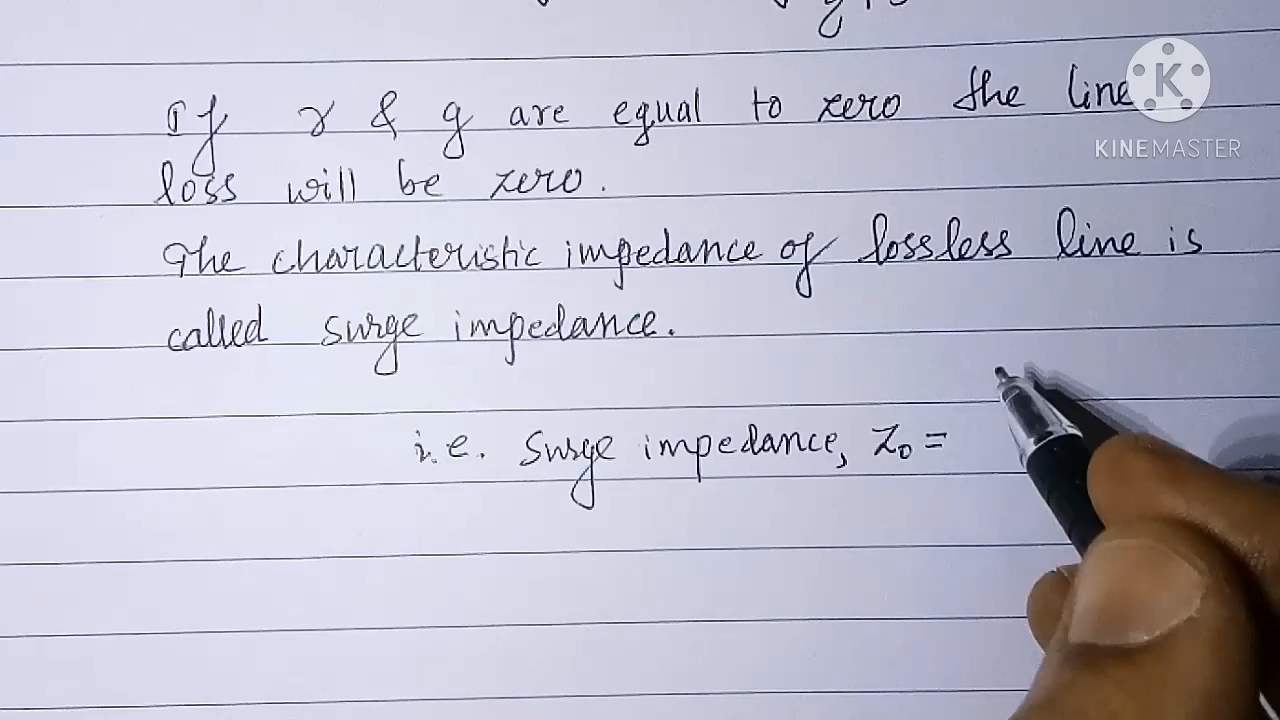 If r & g are equal to zero the line
loss will be zero.
The characteristic impedance of lossless line is
called surge impedance.
i.e. Surge impedance, Z₀ =
K
KINEMASTER